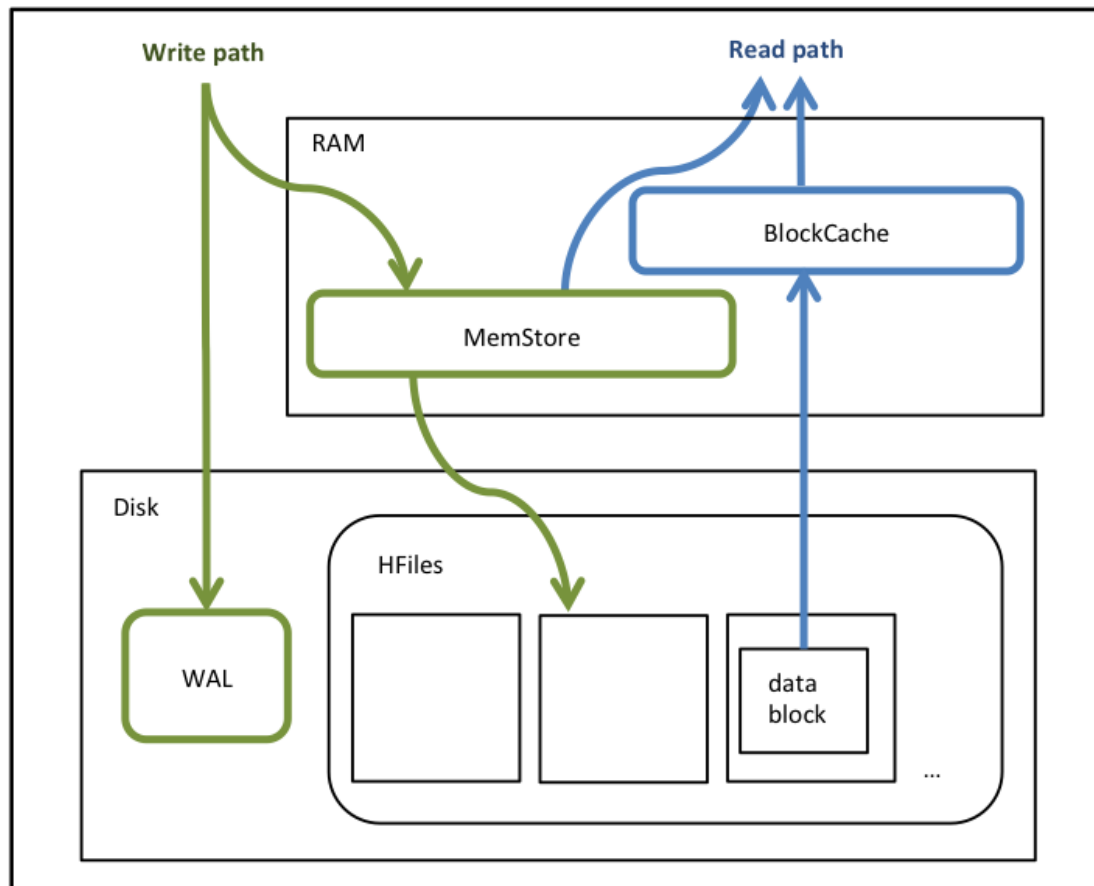 Write path
Read path
RAM
BlockCache
MemStore
Disk
HFiles
WAL
data
block
...